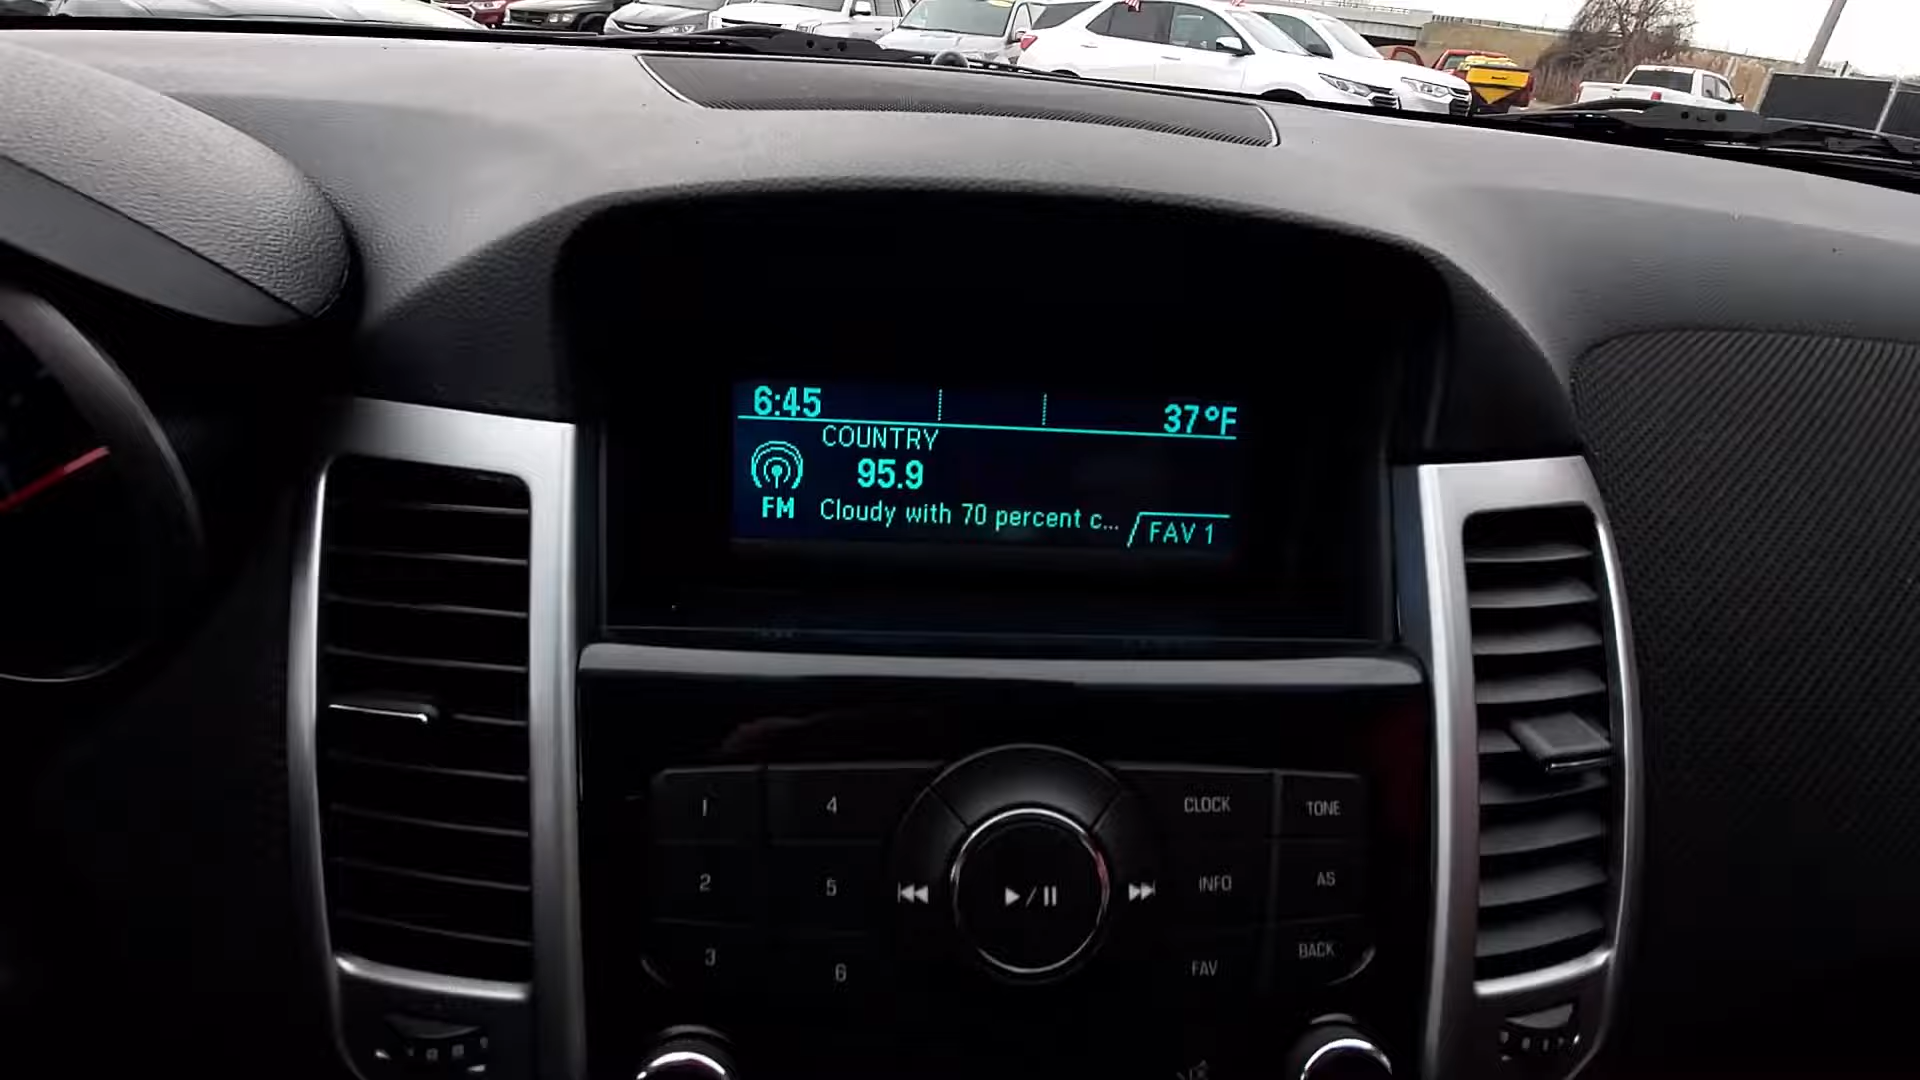 6:45
37°F
COUNTRY
95.9
FM
Cloudy with 70 percent c...
FAV 1
1
4
CLOCK
TONE
2
5
INFO
AS
3
6
FAV
BACK